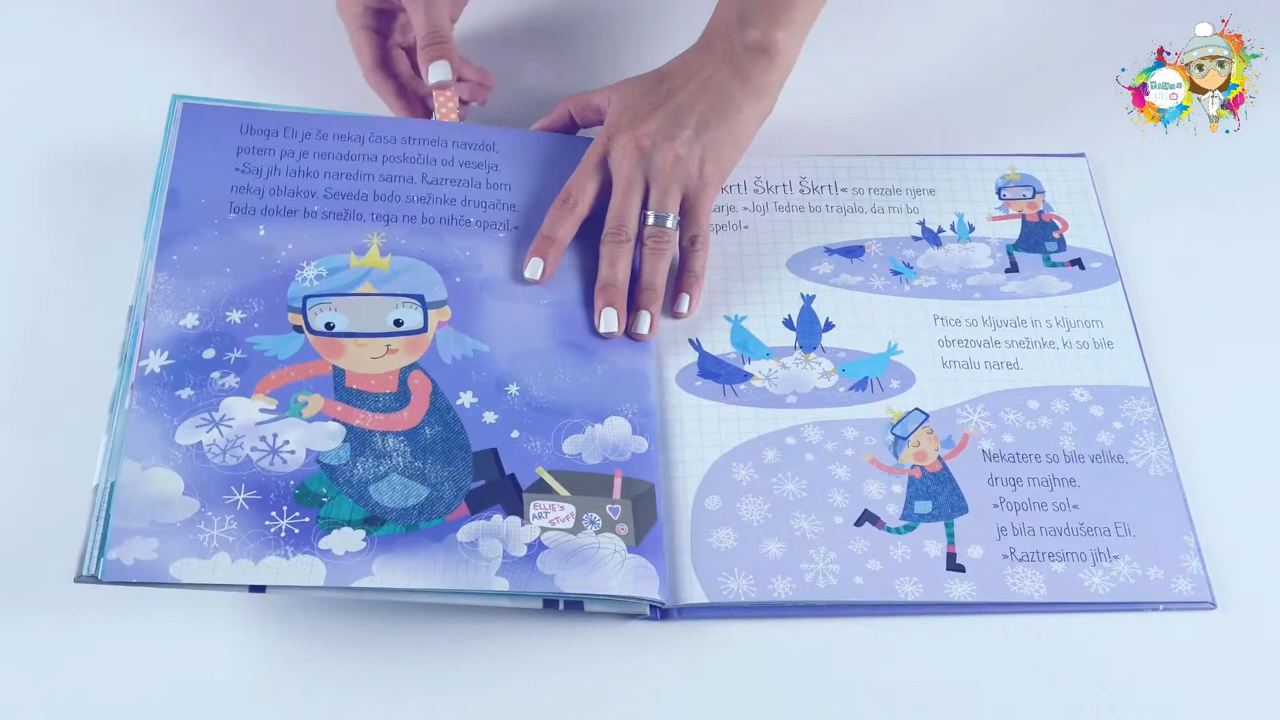 Uboga Eli je še nekaj časa strmela navzdol,
potem pa je nenadoma poskočila od veselja.
»Saj jih lahko naredim sama. Razrezala bom
nekaj oblakov. Seveda bodo snežinke drugačne.
Toda dokler bo snežilo, tega ne bo nihče opazil.«
ELLIE'S
ART STUFF
krt! Škrt! Škrt!« so rezale njene
arje. »Joj! Tedne bo trajalo, da mi bo
spelo!«
Ptice so kljuvale in s kljunom
obrezovale snežinke, ki so bile
kmalu nared.
Nekatere so bile velike,
druge majhne.
»Popolne so!«
je bila navdušena Eli.
»Raztresimo jih!«